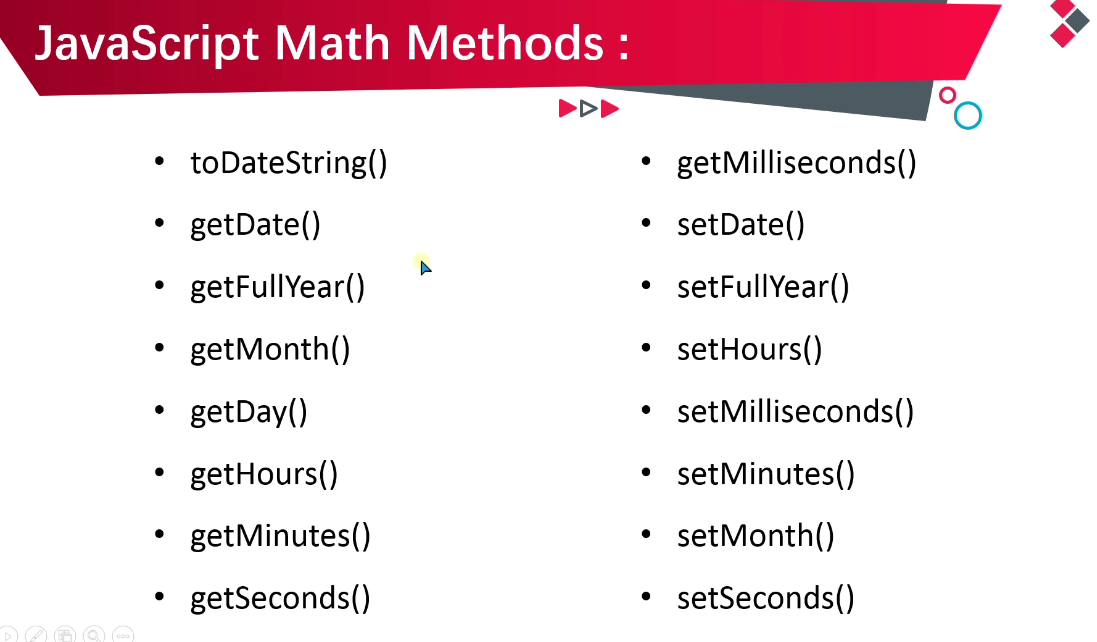 JavaScript Math Methods :
• toDateString()
• getDate()
• getFullYear()
• getMonth()
• getDay()
• getHours()
• getMinutes()
• getSeconds()
• getMilliseconds()
• setDate()
• setFullYear()
• setHours()
• setMilliseconds()
• setMinutes()
• setMonth()
• setSeconds()